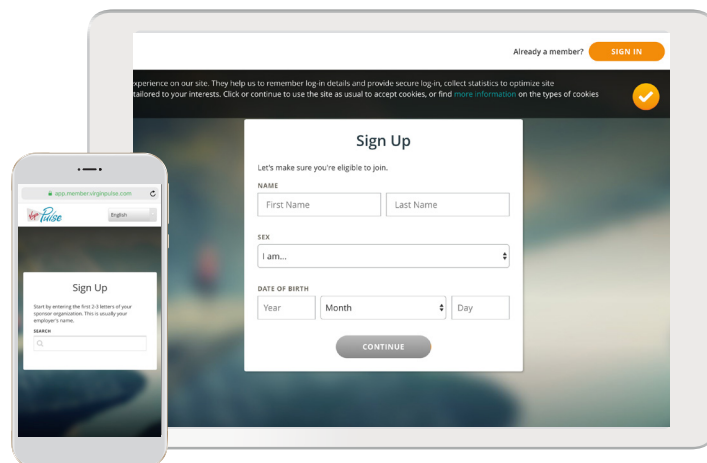 Already a member?
SIGN IN
xperience on our site. They help us to remember log-in details and provide secure log-in, collect statistics to optimize site
tailored to your interests. Click or continue to use the site as usual to accept cookies, or find more information on the types of cookies
Sign Up
Let's make sure you're eligible to join.
NAME
First Name
Last Name
SEX
I am...
DATE OF BIRTH
Year
Month
Day
CONTINUE
app.member.virginpulse.com
Virgin Pulse
English
Sign Up
Start by entering the first 2-3 letters of your
sponsor organization. This is usually your
employer's name.
SEARCH